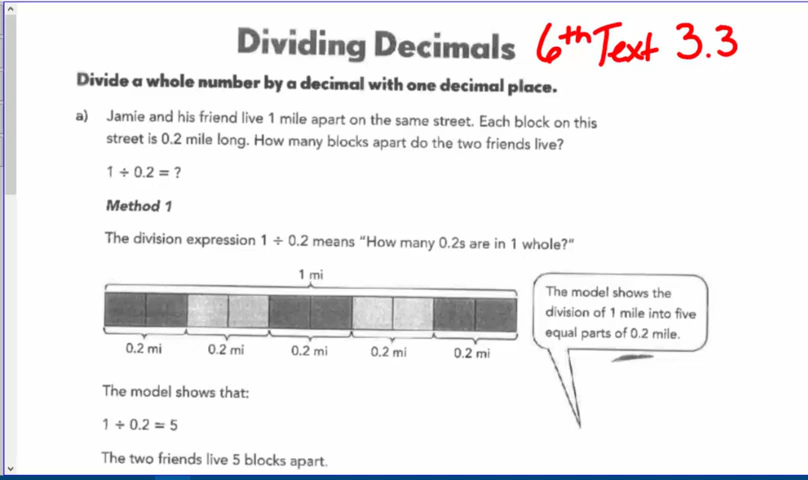 Dividing Decimals 6th Text 3.3
Divide a whole number by a decimal with one decimal place.
a) Jamie and his friend live 1 mile apart on the same street. Each block on this
street is 0.2 mile long. How many blocks apart do the two friends live?
1 ÷ 0.2 = ?
Method 1
The division expression 1 ÷ 0.2 means "How many 0.2s are in 1 whole?"
1 mi
The model shows the
division of 1 mile into five
equal parts of 0.2 mile.
0.2 mi 0.2 mi 0.2 mi 0.2 mi 0.2 mi
The model shows that:
1 ÷ 0.2 = 5
The two friends live 5 blocks apart.